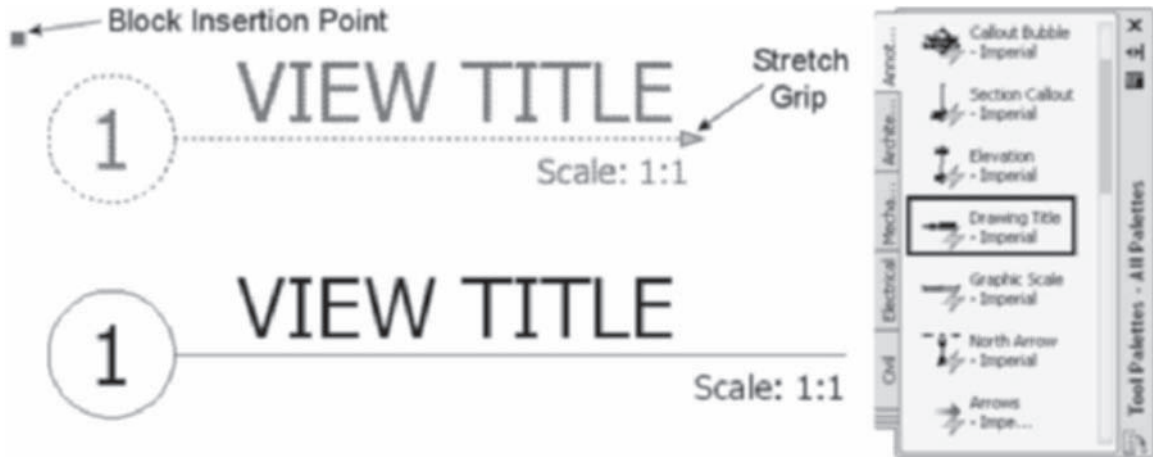 Block Insertion Point
VIEW TITLE
1
Scale: 1:1
Stretch
Grip
VIEW TITLE
1
Scale: 1:1
Annot...
Archite...
Mecha...
Electrical
Civil
Callout Bubble
- Imperial
Section Callout
- Imperial
Elevation
- Imperial
Drawing Title
- Imperial
Graphic Scale
- Imperial
North Arrow
- Imperial
Arrows
- Impe...
Tool Palettes - All Palettes